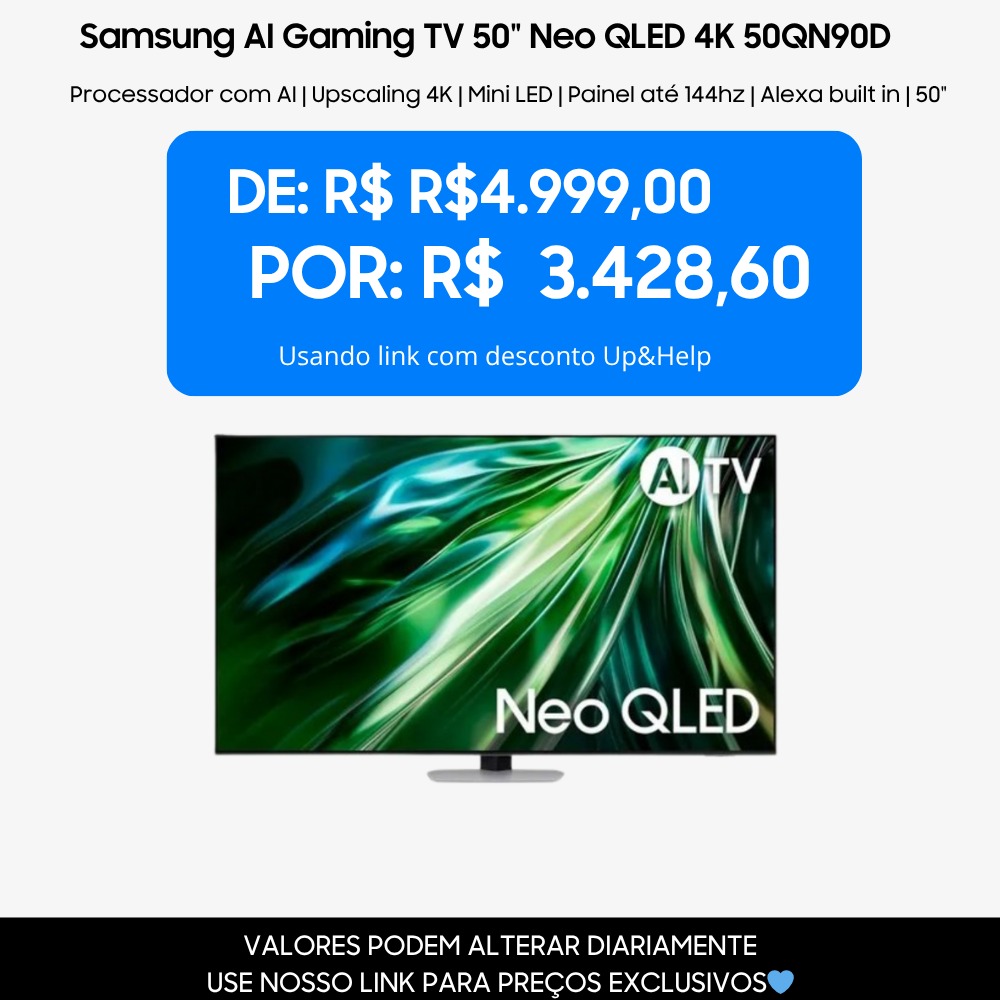 Samsung AI Gaming TV 50" Neo QLED 4K 50QN90D
Processador com AI | Upscaling 4K | Mini LED | Painel até 144hz | Alexa built in | 50"
DE: R$ R$4.999,00
POR: R$ 3.428,60
Usando link com desconto Up&Help
AI TV
Neo QLED
VALORES PODEM ALTERAR DIARIAMENTE
USE NOSSO LINK PARA PREÇOS EXCLUSIVOS💙